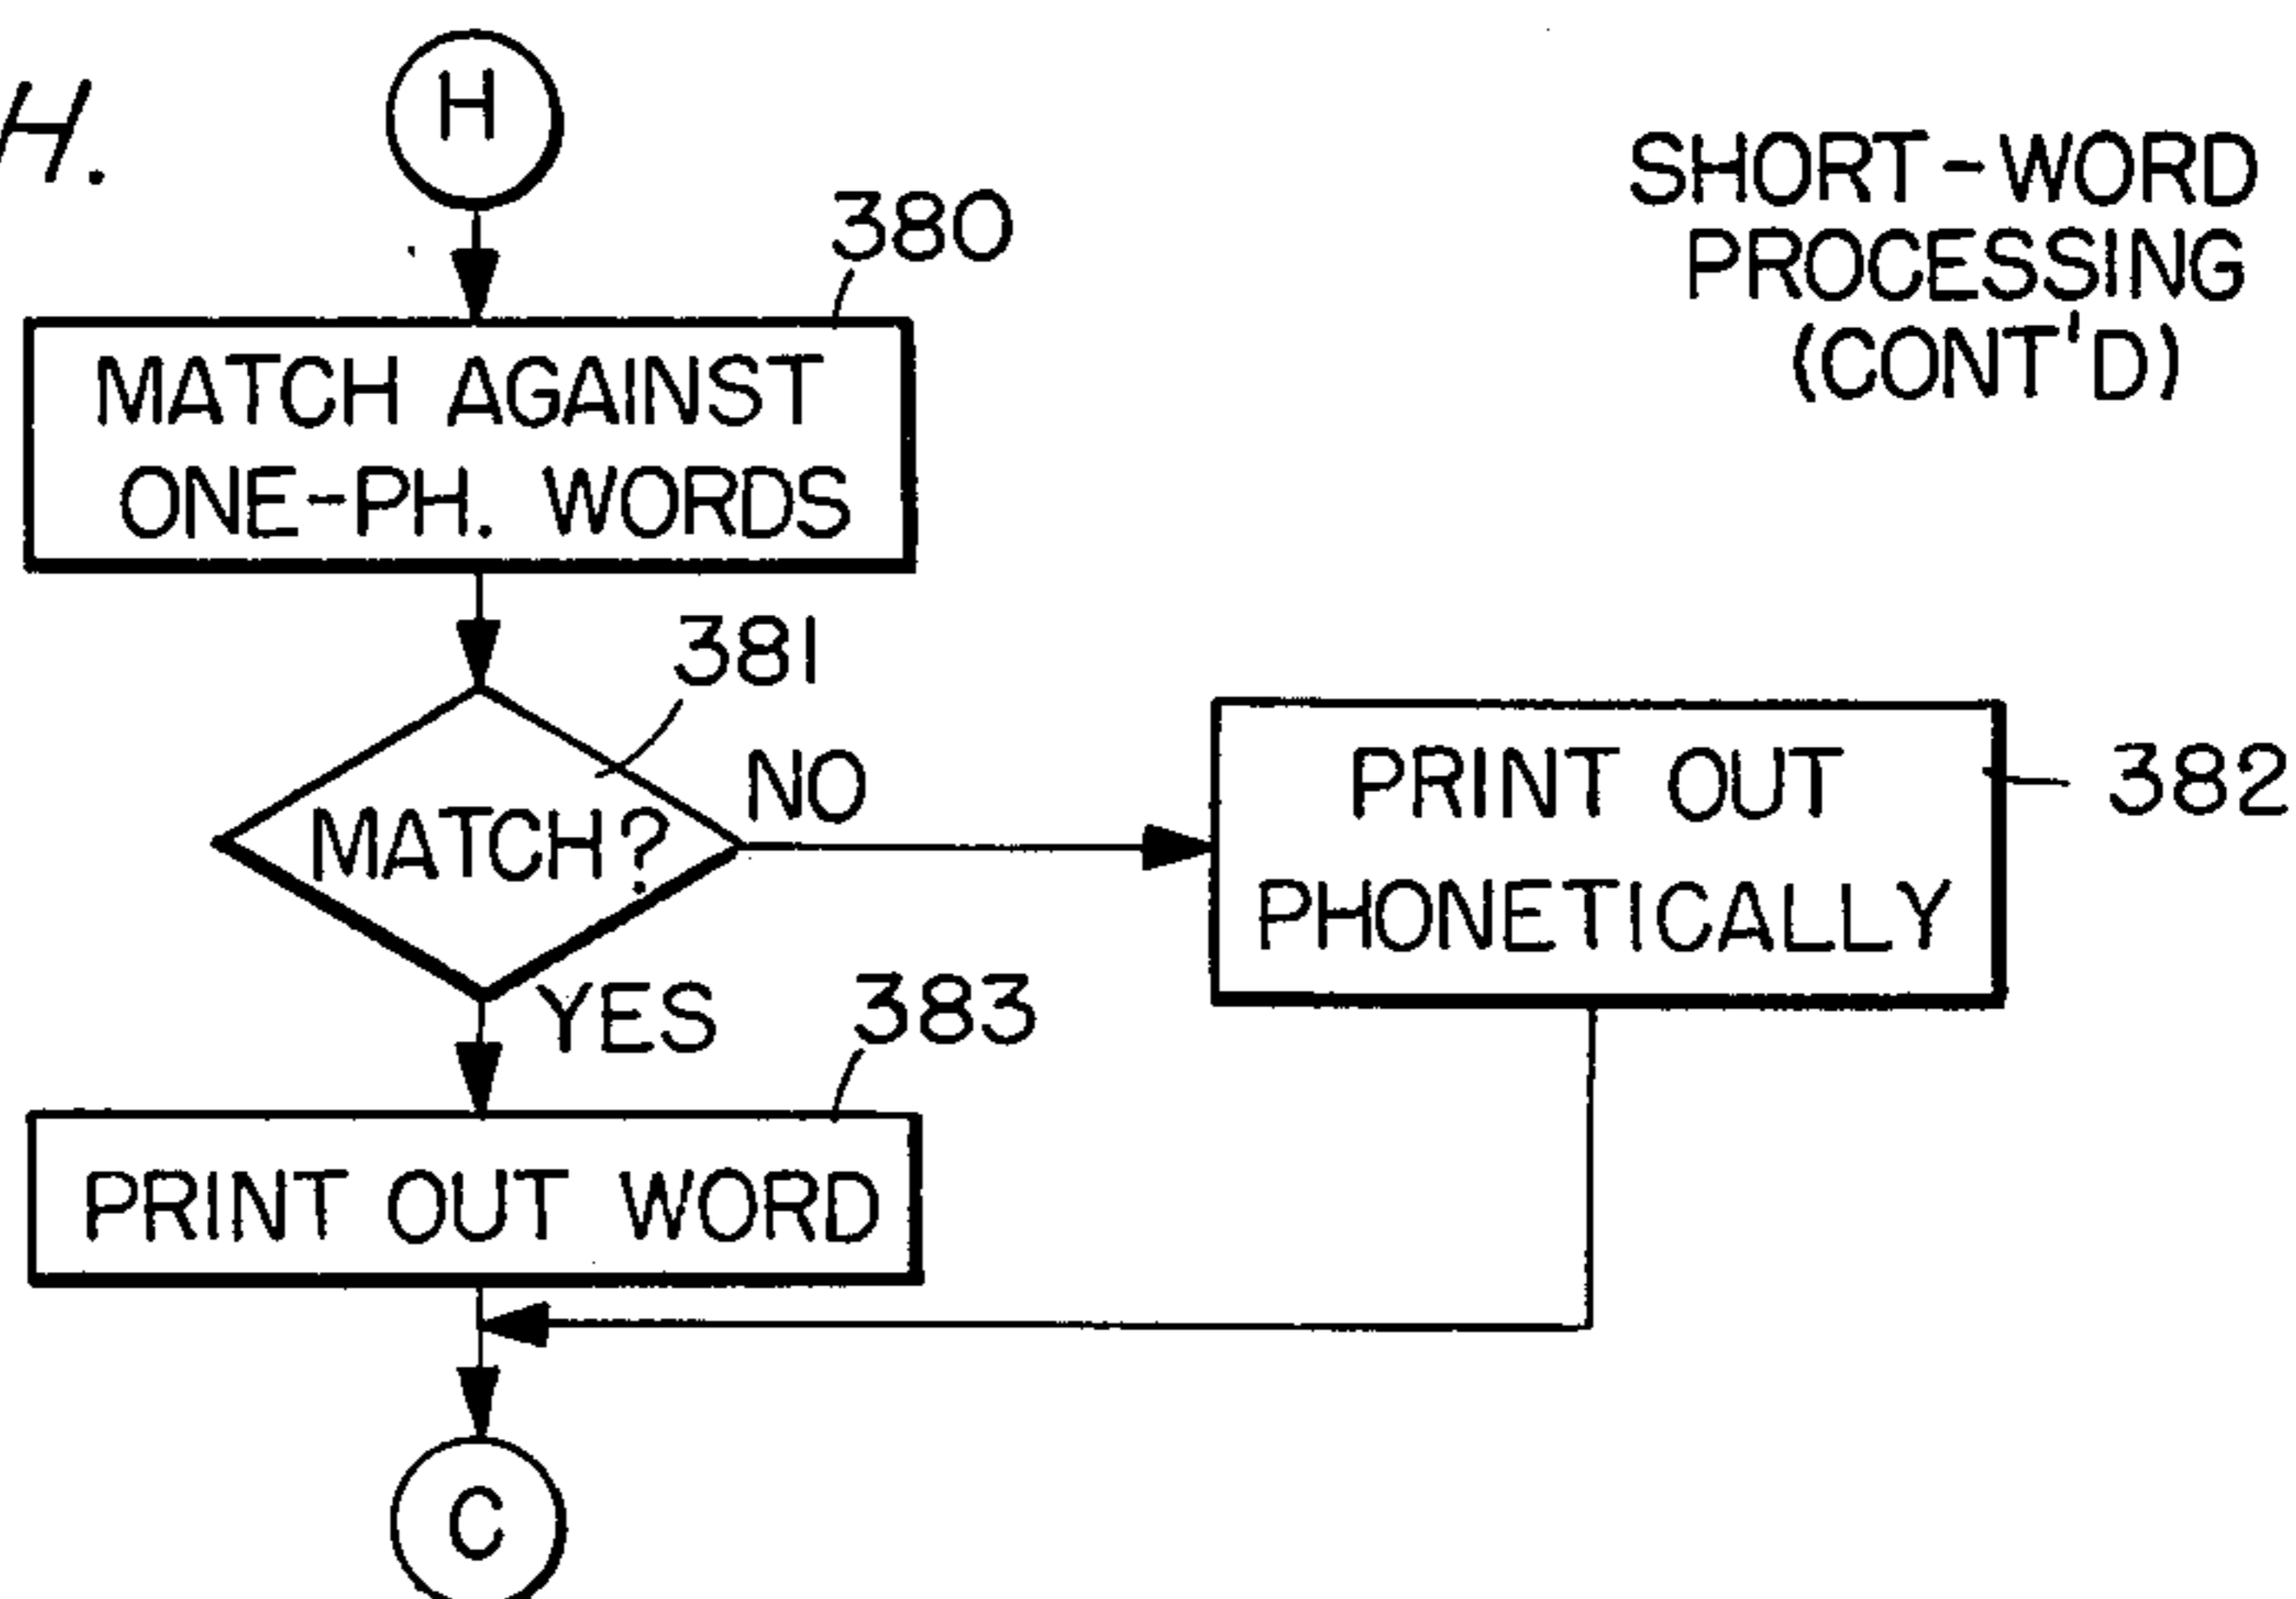 H.
H
SHORT-WORD
PROCESSING
(CONT'D)
380
MATCH AGAINST
ONE-PH. WORDS
381
MATCH?
NO
PRINT OUT
PHONETICALLY
382
YES
383
PRINT OUT WORD
C